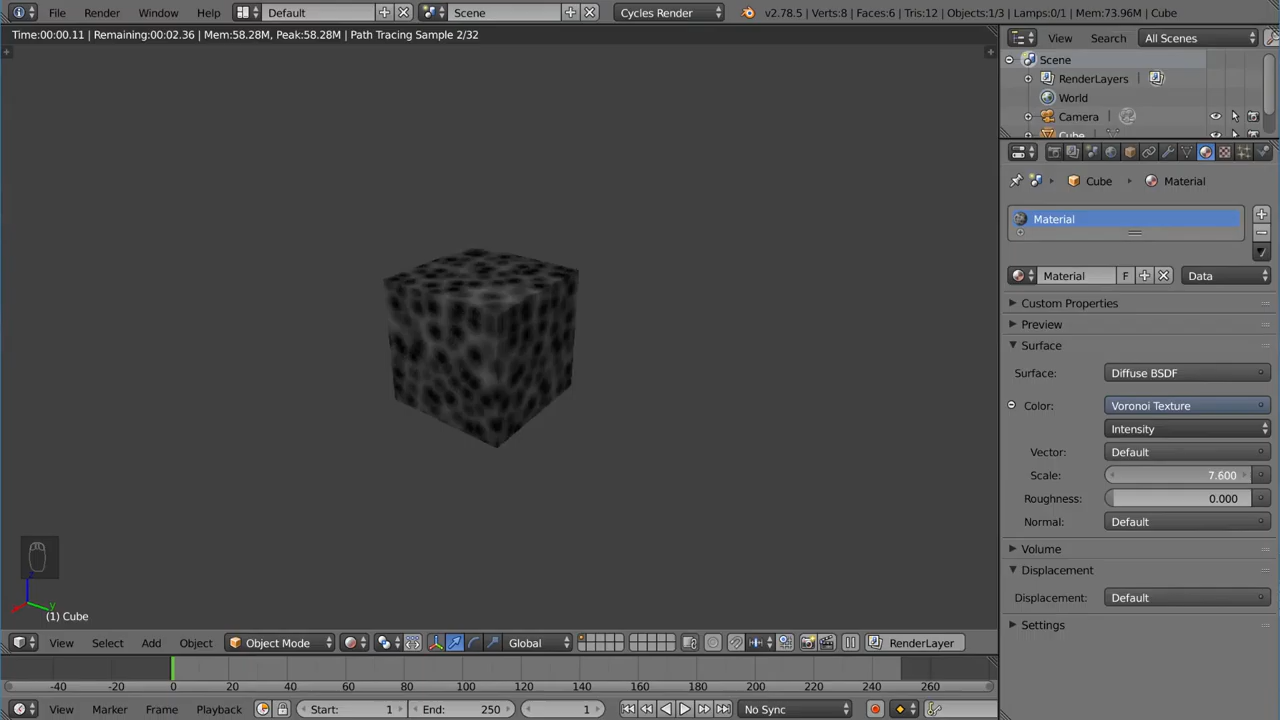 File Render Window Help Default Scene Cycles Render v2.78.5 | Verts:8 | Faces:6 | Tris:12 | Objects:1/3 | Lamps:0/1 | Mem:73.96M | Cube
Time:00:00.11 | Remaining:00:02.36 | Mem:58.28M, Peak:58.28M | Path Tracing Sample 2/32
View Search All Scenes
Scene
RenderLayers
World
Camera
Cube
Cube Material
Material
Material F Data
Custom Properties
Preview
Surface
Surface: Diffuse BSDF
Color: Voronoi Texture
Intensity
Vector: Default
Scale: 7.600
Roughness: 0.000
Normal: Default
Volume
Displacement
Displacement: Default
Settings
z
y
(1) Cube
View Select Add Object Object Mode Global RenderLayer
-40 -20 0 20 40 60 80 100 120 140 160 180 200 220 240 260
View Marker Frame Playback Start: 1 End: 250 1 No Sync